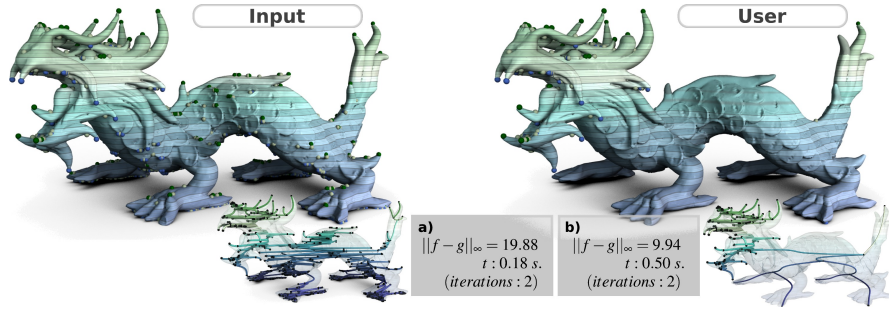 Input
User
a)
||f − g||∞ = 19.88
t : 0.18 s.
(iterations : 2)
b)
||f − g||∞ = 9.94
t : 0.50 s.
(iterations : 2)